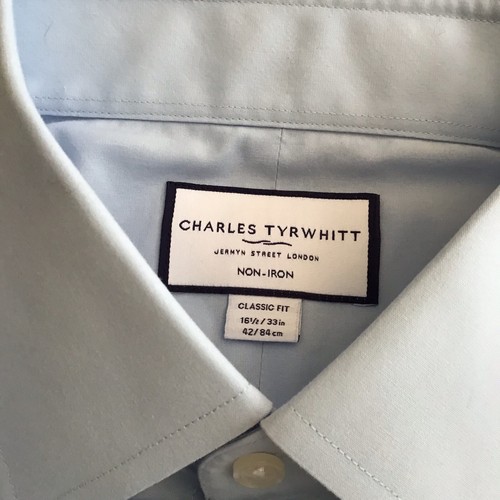 CHARLES TYRWHITT
JERMYN STREET LONDON
NON-IRON
CLASSIC FIT
16½/33in
42/84cm